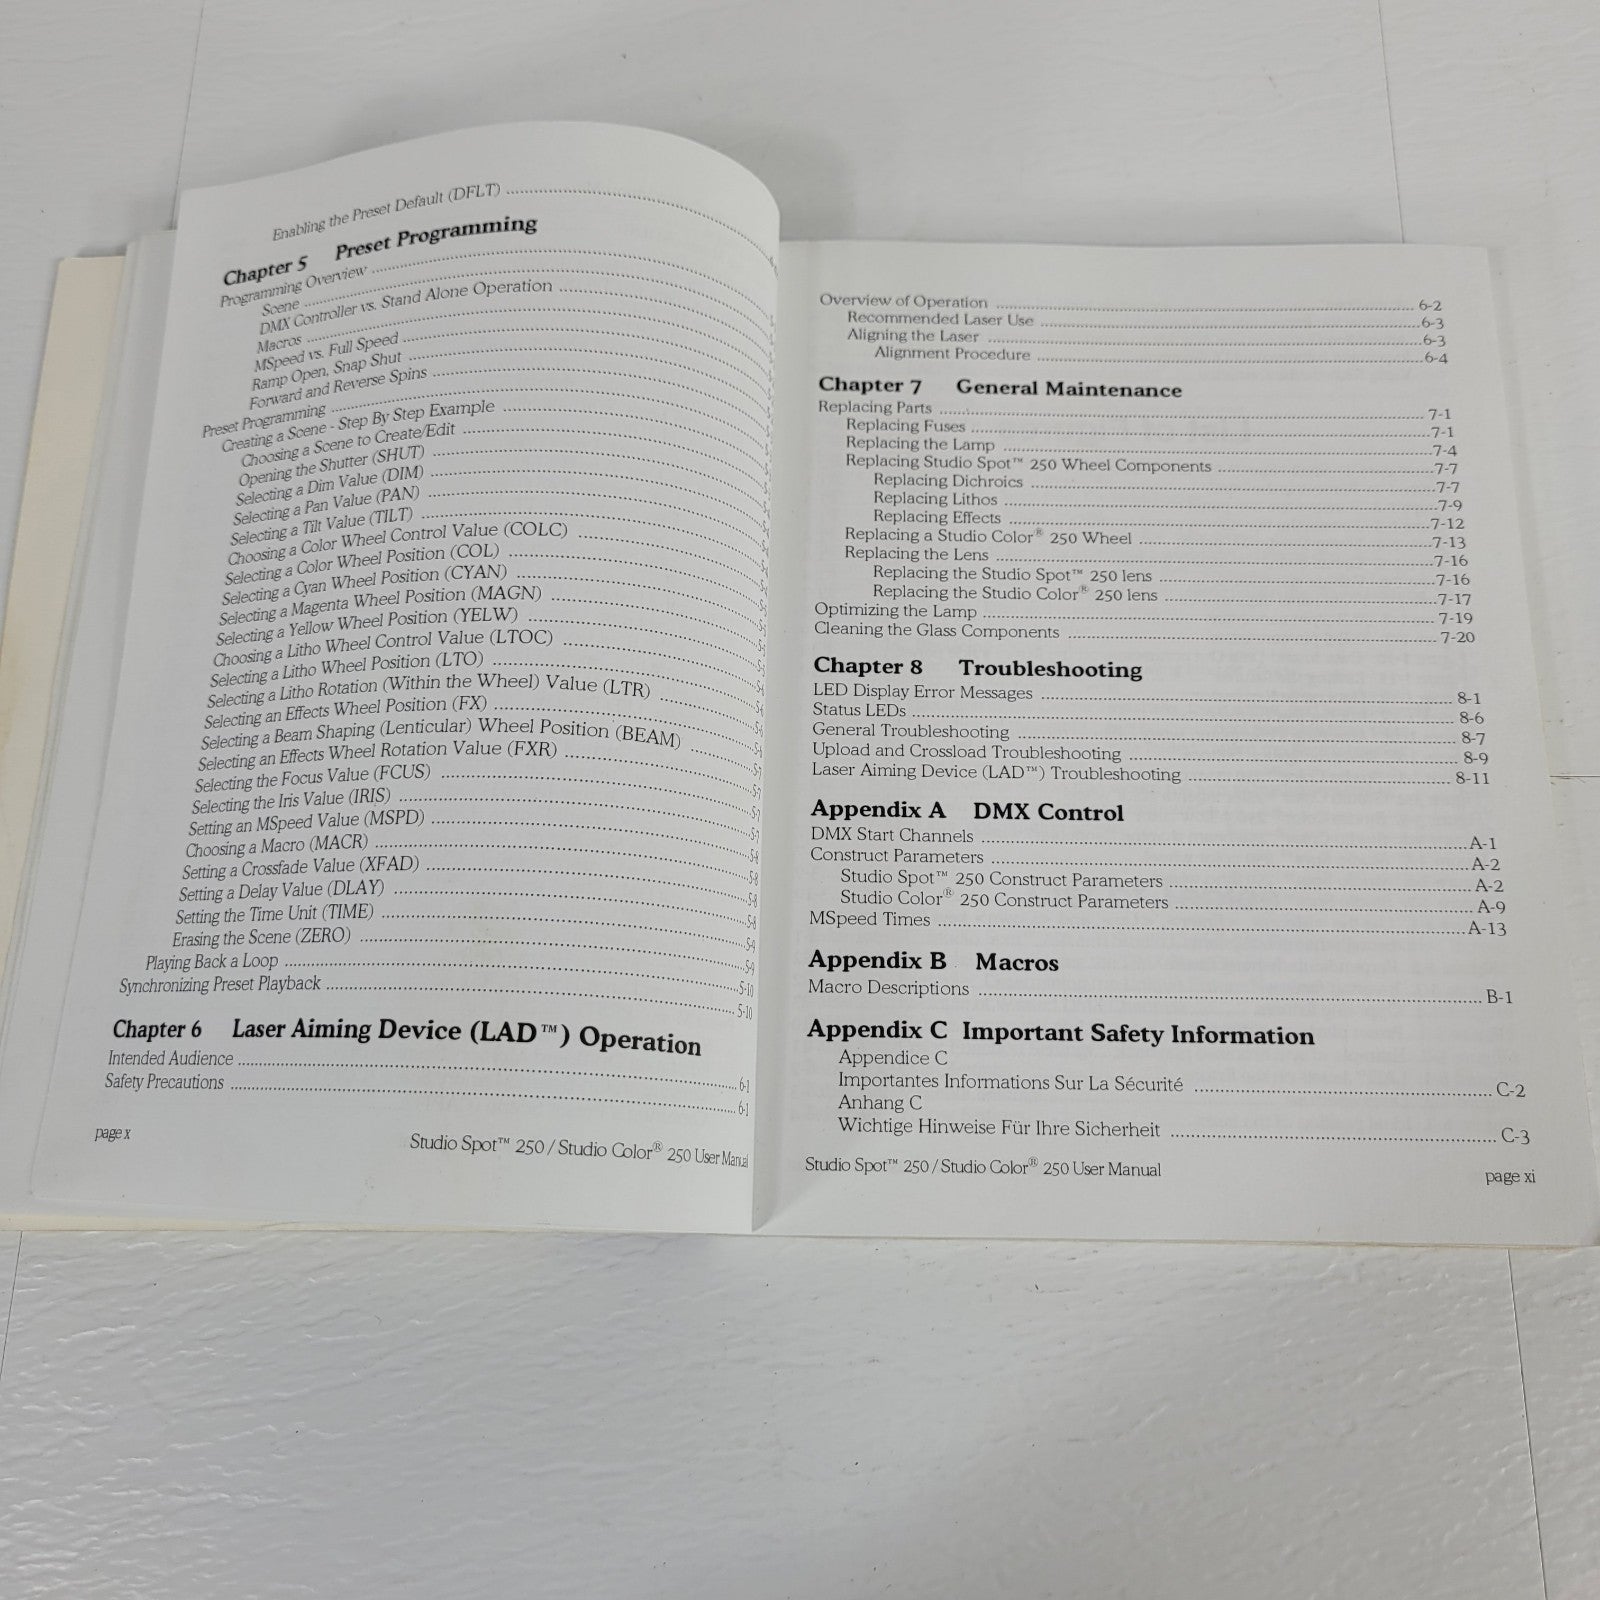 Enabling the Preset Default (DFLT)
Chapter 5 Preset Programming
Programming Overview
Scene
DMX Controller vs. Stand Alone Operation
Macros
MSpeed vs. Full Speed
Ramp Open, Snap Shut
Forward and Reverse Spins
Preset Programming
Creating a Scene - Step By Step Example
Choosing a Scene to Create/Edit
Opening the Shutter (SHUT)
Selecting a Dim Value (DIM)
Selecting a Pan Value (PAN)
Selecting a Tilt Value (TILT)
Choosing a Color Wheel Control Value (COLC)
Selecting a Color Wheel Position (COL)
Selecting a Cyan Wheel Position (CYAN)
Selecting a Magenta Wheel Position (MAGN)
Selecting a Yellow Wheel Position (YELW)
Choosing a Litho Wheel Control Value (LTOC)
Selecting a Litho Wheel Position (LTO)
Selecting a Litho Rotation (Within the Wheel) Value (LTR)
Selecting an Effects Wheel Position (FX)
Selecting a Beam Shaping (Lenticular) Wheel Position (BEAM)
Selecting an Effects Wheel Rotation Value (FXR)
Selecting the Focus Value (FCUS)
Selecting the Iris Value (IRIS)
Setting an MSpeed Value (MSPD)
Choosing a Macro (MACR)
Setting a Crossfade Value (XFAD)
Setting a Delay Value (DLAY)
Setting the Time Unit (TIME)
Erasing the Scene (ZERO)
Playing Back a Loop ... 5-10
Synchronizing Preset Playback ... 5-10
Chapter 6 Laser Aiming Device (LAD™) Operation
Intended Audience ... 6-1
Safety Precautions ... 6-1
page x Studio Spot™ 250 / Studio Color® 250 User Manual
Overview of Operation ... 6-2
Recommended Laser Use ... 6-3
Aligning the Laser ... 6-3
Alignment Procedure ... 6-4
Chapter 7 General Maintenance
Replacing Parts ... 7-1
Replacing Fuses ... 7-1
Replacing the Lamp ... 7-4
Replacing Studio Spot™ 250 Wheel Components ... 7-7
Replacing Dichroics ... 7-7
Replacing Lithos ... 7-9
Replacing Effects ... 7-12
Replacing a Studio Color® 250 Wheel ... 7-13
Replacing the Lens ... 7-16
Replacing the Studio Spot™ 250 lens ... 7-16
Replacing the Studio Color® 250 lens ... 7-17
Optimizing the Lamp ... 7-19
Cleaning the Glass Components ... 7-20
Chapter 8 Troubleshooting
LED Display Error Messages ... 8-1
Status LEDs ... 8-6
General Troubleshooting ... 8-7
Upload and Crossload Troubleshooting ... 8-9
Laser Aiming Device (LAD™) Troubleshooting ... 8-11
Appendix A DMX Control
DMX Start Channels ... A-1
Construct Parameters ... A-2
Studio Spot™ 250 Construct Parameters ... A-2
Studio Color® 250 Construct Parameters ... A-9
MSpeed Times ... A-13
Appendix B Macros
Macro Descriptions ... B-1
Appendix C Important Safety Information
Appendice C
Importantes Informations Sur La Sécurité ... C-2
Anhang C
Wichtige Hinweise Für Ihre Sicherheit ... C-3
Studio Spot™ 250 / Studio Color® 250 User Manual page xi